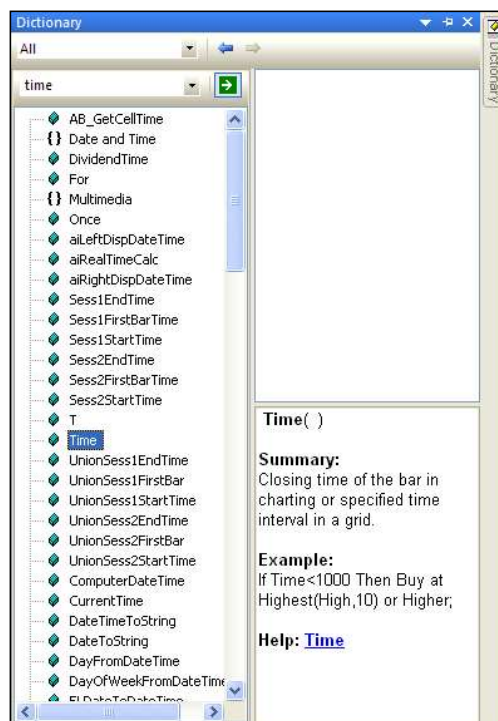 Dictionary
All
time
AB_GetCellTime
{} Date and Time
DividendTime
For
{} Multimedia
Once
aiLeftDispDateTime
aiRealTimeCalc
aiRightDispDateTime
Sess1EndTime
Sess1FirstBarTime
Sess1StartTime
Sess2EndTime
Sess2FirstBarTime
Sess2StartTime
T
Time
UnionSess1EndTime
UnionSess1FirstBar
UnionSess1StartTime
UnionSess2EndTime
UnionSess2FirstBar
UnionSess2StartTime
ComputerDateTime
CurrentTime
DateTimeToString
DateToString
DayFromDateTime
DayOfWeekFromDateTime
ELDateToDateTime
Time( )
Summary:
Closing time of the bar in
charting or specified time
interval in a grid.
Example:
If Time<1000 Then Buy at
Highest(High,10) or Higher;
Help: Time
Dictionary